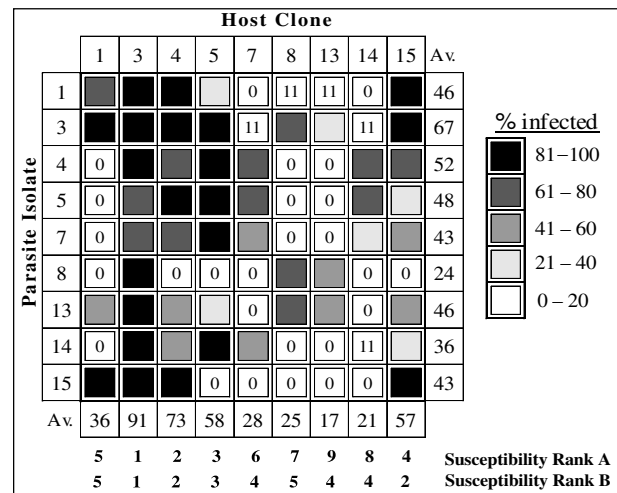 Host Clone
1 3 4 5 7 8 13 14 15 Av.
Parasite Isolate
1 0 11 11 0 46
3 11 11 67
4 0 0 0 52
5 0 0 0 48
7 0 0 0 43
8 0 0 0 0 0 0 24
13 0 0 46
14 0 0 0 11 36
15 0 0 0 0 0 43
Av. 36 91 73 58 28 25 17 21 57
5 1 2 3 6 7 9 8 4 Susceptibility Rank A
5 1 2 3 4 5 4 4 2 Susceptibility Rank B
% infected
81–100
61 – 80
41 – 60
21 – 40
0 – 20